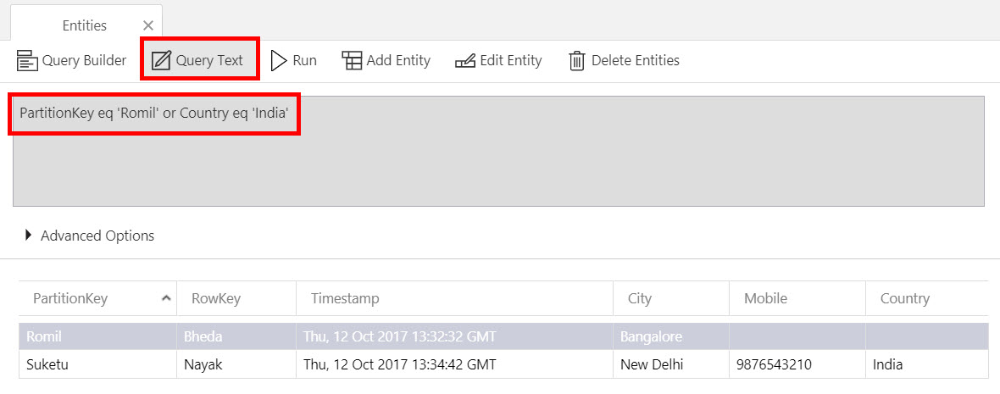 Entities
Query Builder Query Text Run Add Entity Edit Entity Delete Entities
PartitionKey eq 'Romil' or Country eq 'India'
Advanced Options
PartitionKey RowKey Timestamp City Mobile Country
Romil Bheda Thu, 12 Oct 2017 13:32:32 GMT Bangalore
Suketu Nayak Thu, 12 Oct 2017 13:34:42 GMT New Delhi 9876543210 India